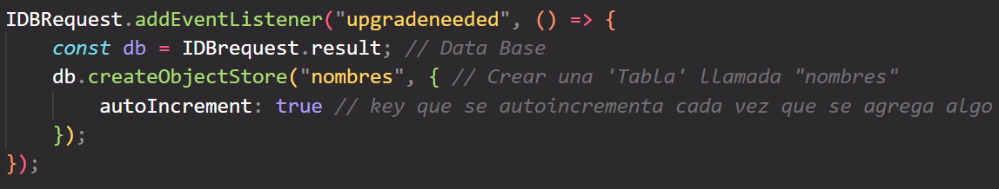 IDBRequest.addEventListener("upgradeneeded", () => {
    const db = IDBrequest.result; // Data Base
    db.createObjectStore("nombres", { // Crear una 'Tabla' llamada "nombres"
        autoIncrement: true // key que se autoincrementa cada vez que se agrega algo
    });
});